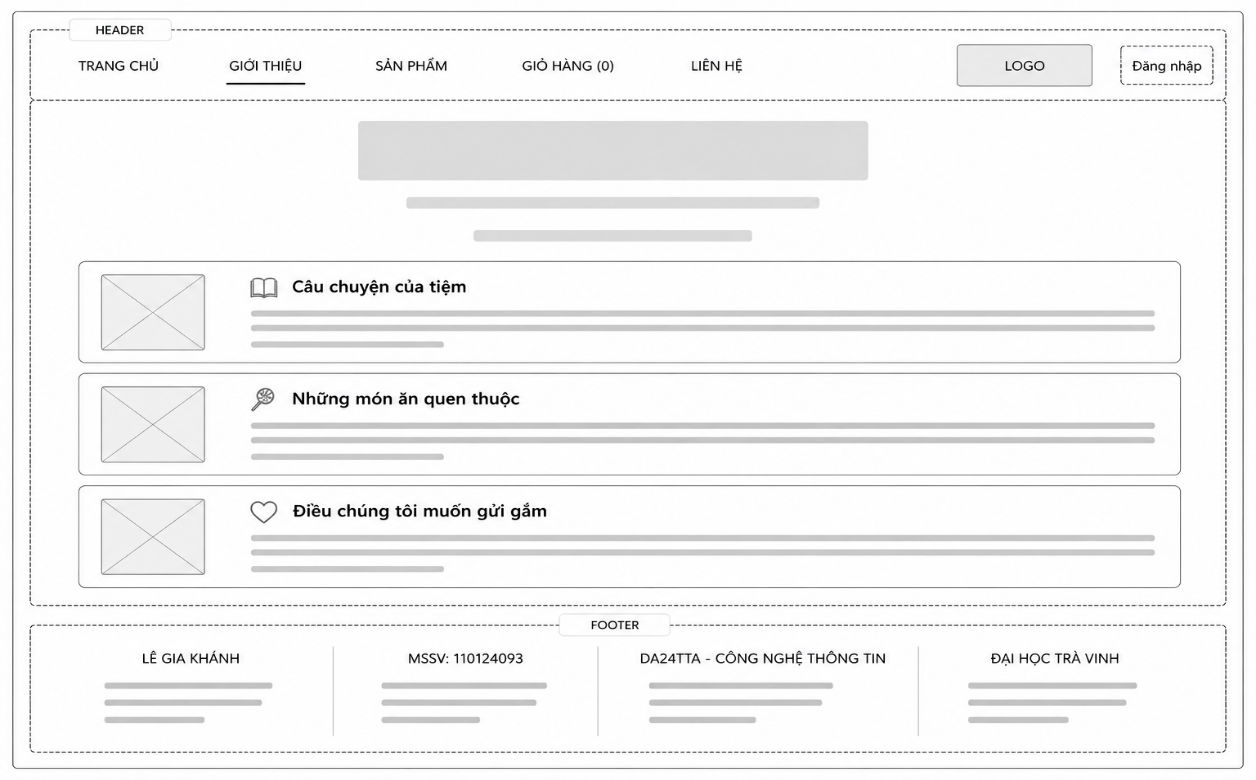 HEADER
TRANG CHỦ
GIỚI THIỆU
SẢN PHẨM
GIỎ HÀNG (0)
LIÊN HỆ
LOGO
Đăng nhập
Câu chuyện của tiệm
Những món ăn quen thuộc
Điều chúng tôi muốn gửi gắm
FOOTER
LÊ GIA KHÁNH
MSSV: 110124093
DA24TTA - CÔNG NGHỆ THÔNG TIN
ĐẠI HỌC TRÀ VINH